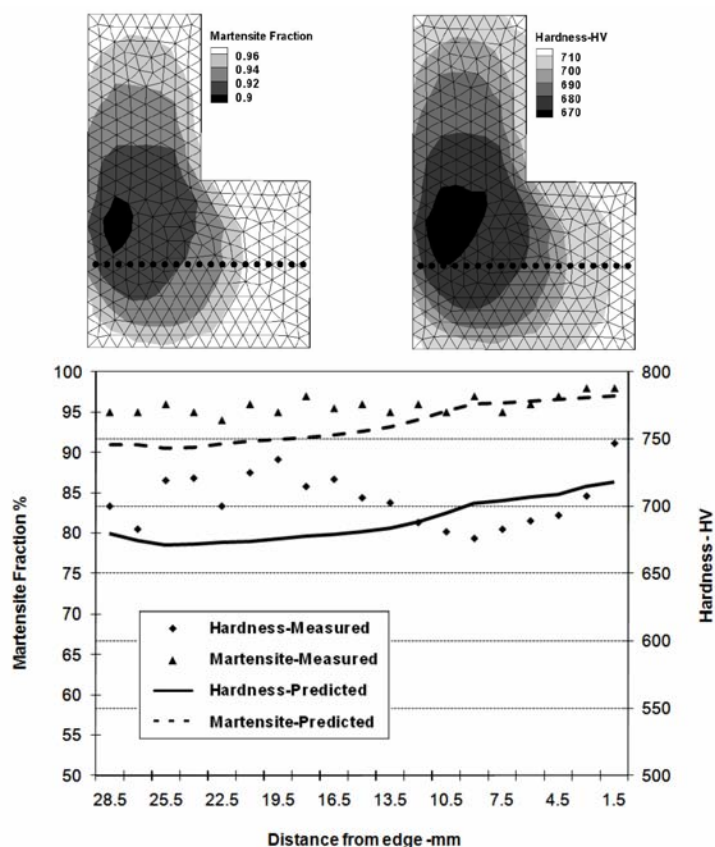 Martensite Fraction
0.96
0.94
0.92
0.9
Hardness-HV
710
700
690
680
670
100
95
90
85
80
75
70
65
60
55
50
Martensite Fraction %
800
750
700
650
600
550
500
Hardness - HV
Hardness-Measured
Martensite-Measured
Hardness-Predicted
Martensite-Predicted
28.5 25.5 22.5 19.5 16.5 13.5 10.5 7.5 4.5 1.5
Distance from edge -mm